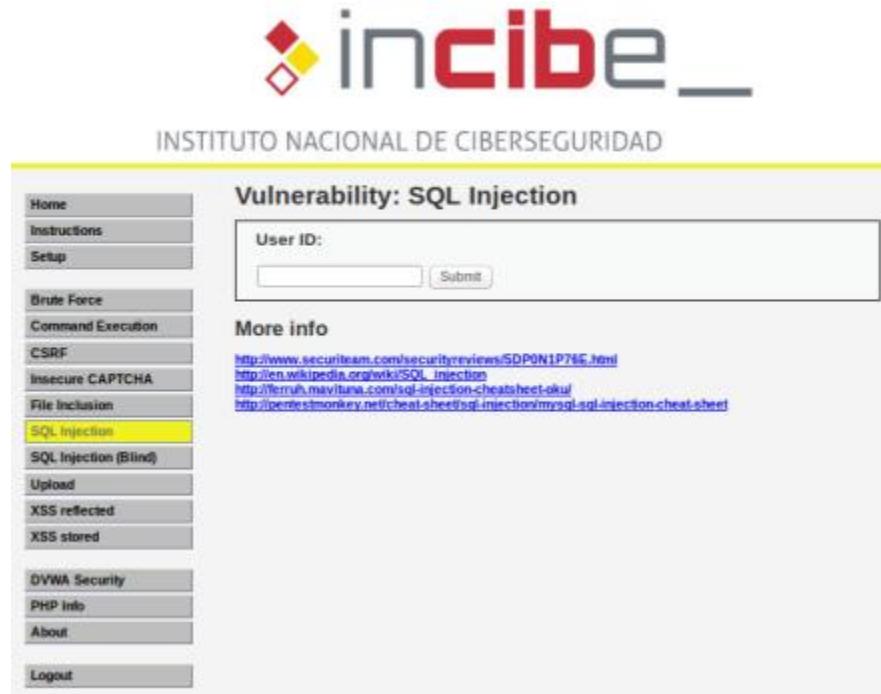 incibe_
INSTITUTO NACIONAL DE CIBERSEGURIDAD
Home
Instructions
Setup
Brute Force
Command Execution
CSRF
Insecure CAPTCHA
File Inclusion
SQL Injection
SQL Injection (Blind)
Upload
XSS reflected
XSS stored
DVWA Security
PHP Info
About
Logout
Vulnerability: SQL Injection
User ID:
Submit
More info
http://www.securiteam.com/securityreviews/5DP0N1P76E.html
http://en.wikipedia.org/wiki/SQL_injection
http://ferruh.mavituna.com/sql-injection-cheatsheet-oku/
http://pentestmonkey.net/cheat-sheet/sql-injection/mysql-sql-injection-cheat-sheet